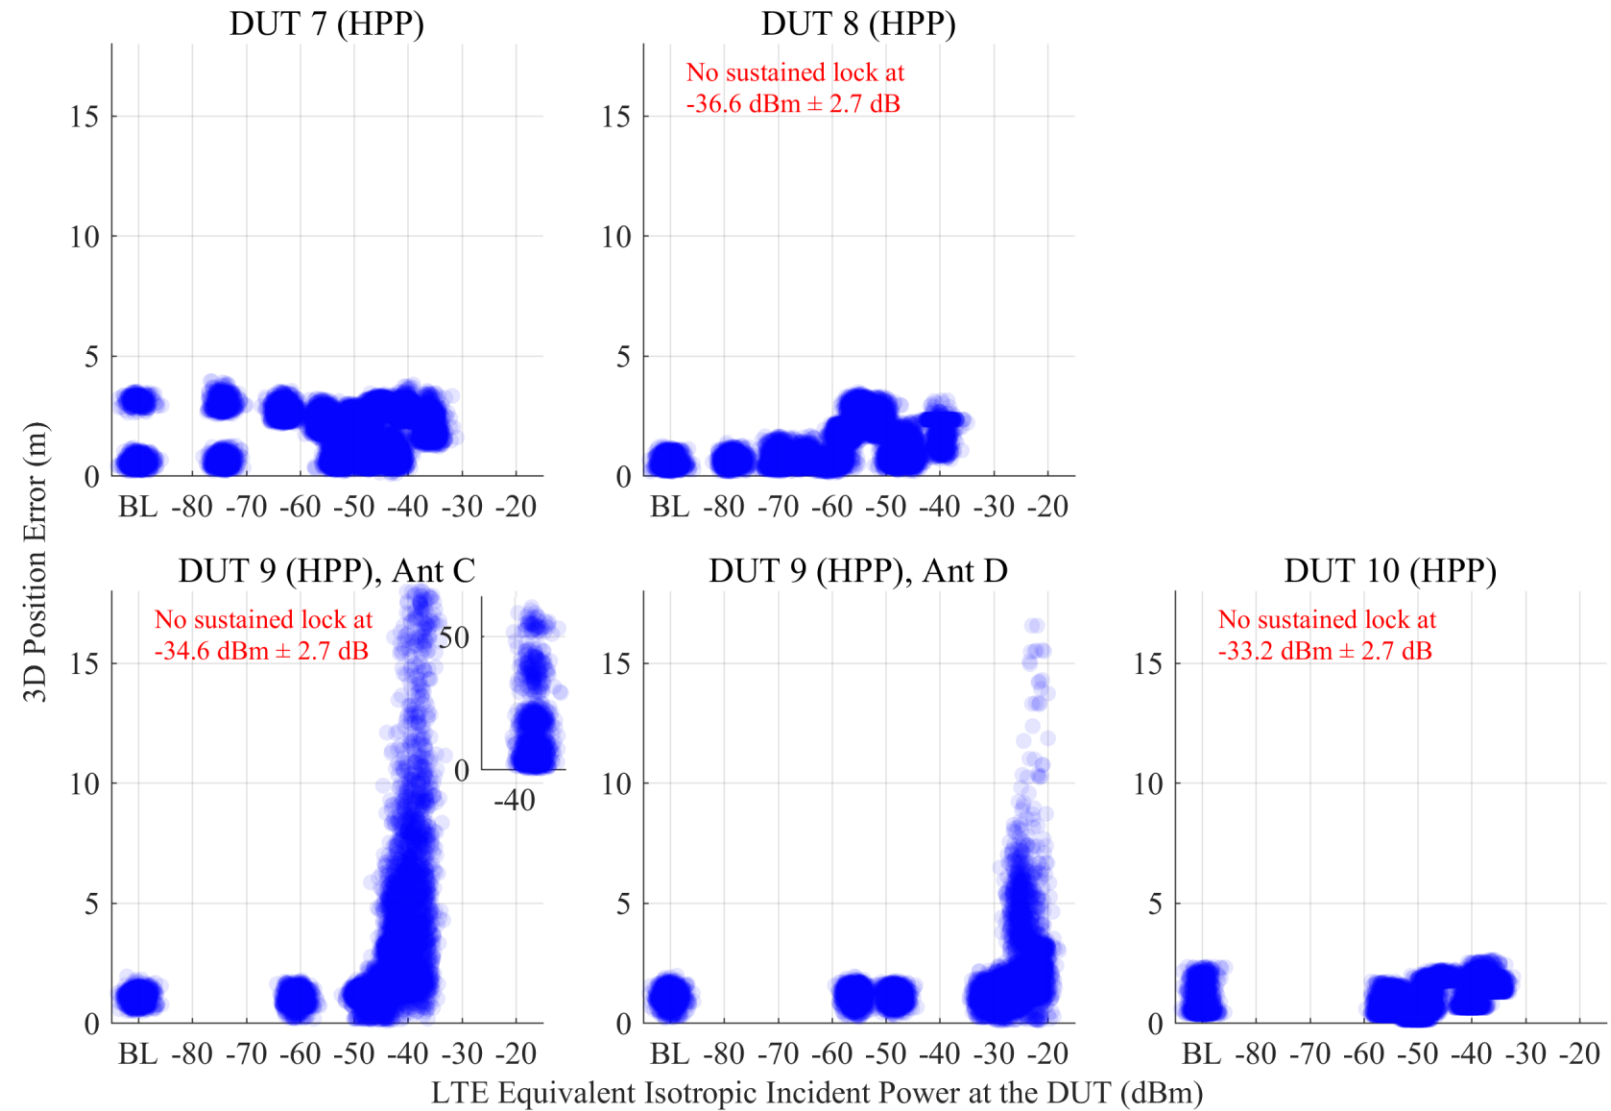 DUT 7 (HPP)
15
10
5
0
BL -80 -70 -60 -50 -40 -30 -20
DUT 8 (HPP)
No sustained lock at
-36.6 dBm ± 2.7 dB
15
10
5
0
BL -80 -70 -60 -50 -40 -30 -20
3D Position Error (m)
DUT 9 (HPP), Ant C
No sustained lock at
-34.6 dBm ± 2.7 dB
15
10
5
0
BL -80 -70 -60 -50 -40 -30 -20
50
0
-40
DUT 9 (HPP), Ant D
15
10
5
0
BL -80 -70 -60 -50 -40 -30 -20
DUT 10 (HPP)
No sustained lock at
-33.2 dBm ± 2.7 dB
15
10
5
0
BL -80 -70 -60 -50 -40 -30 -20
LTE Equivalent Isotropic Incident Power at the DUT (dBm)